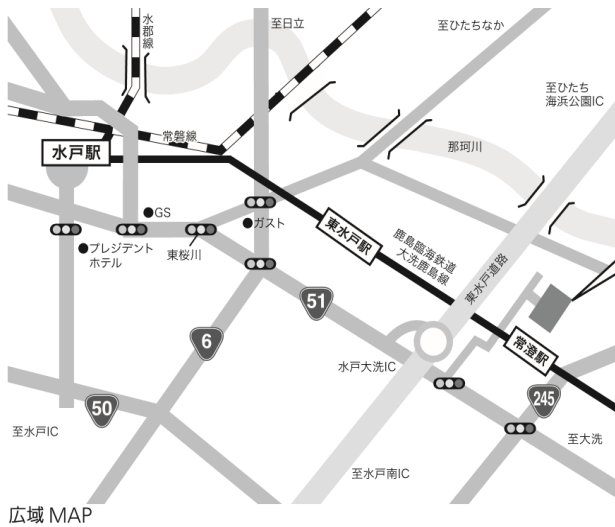 水郡線
至日立
至ひたちなか
至ひたち
海浜公園IC
常磐線
水戸駅
那珂川
GS
ガスト
プレジデント
ホテル
東桜川
東水戸駅
鹿島臨海鉄道
大洗鹿島線
東水戸道路
51
6
常澄駅
水戸大洗IC
50
245
至水戸IC
至大洗
至水戸南IC
広域 MAP